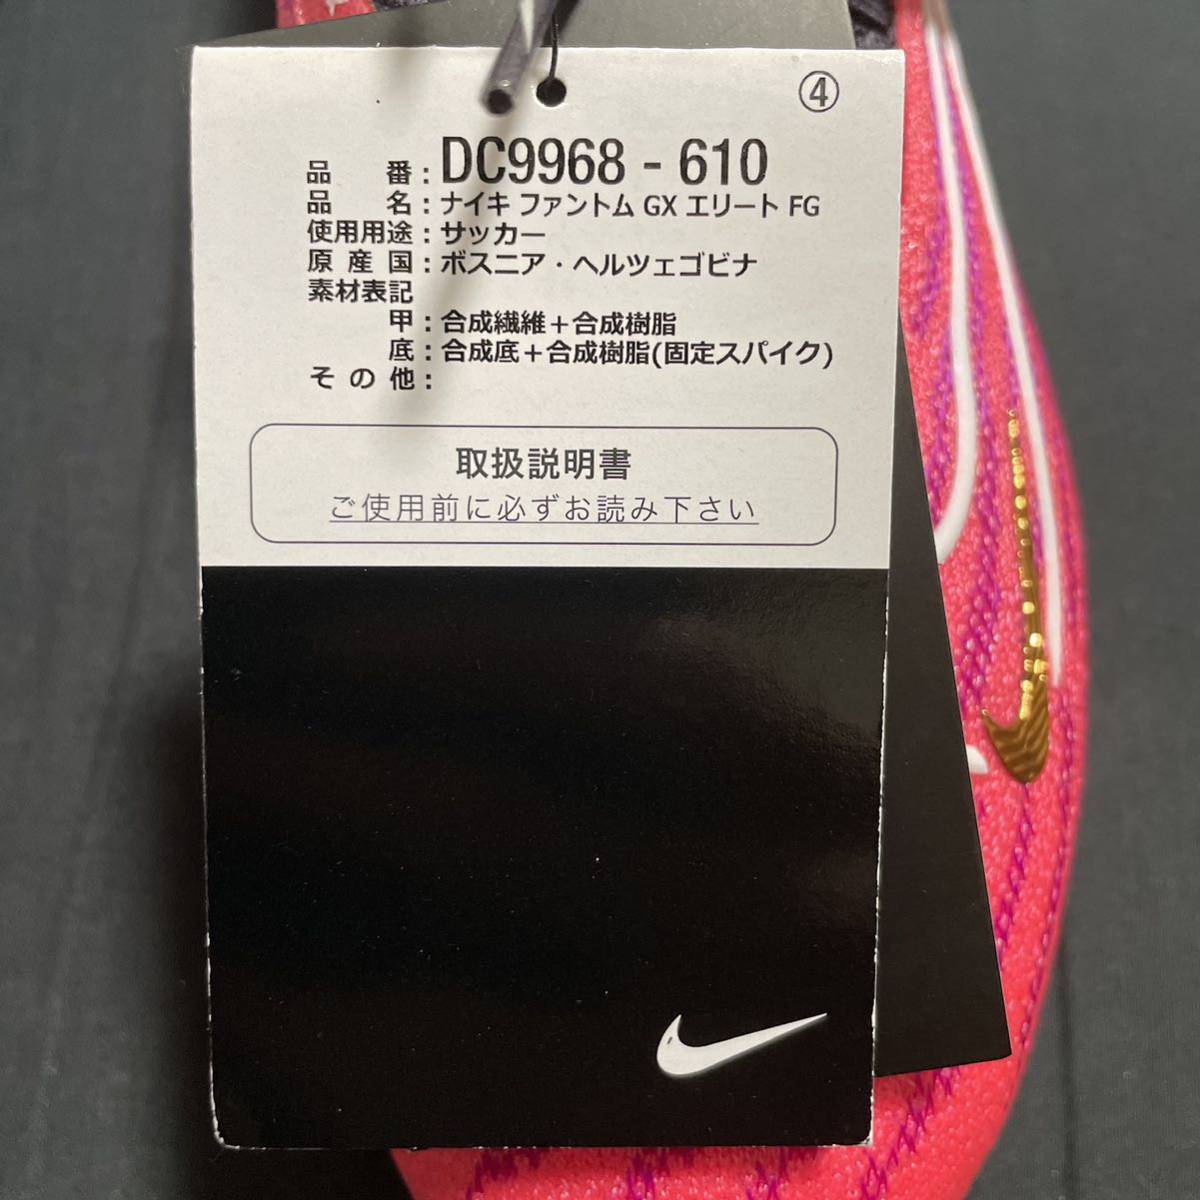 ④
品番：DC9968 - 610
品名：ナイキ ファントム GX エリート FG
使用用途：サッカー
原産国：ボスニア・ヘルツェゴビナ
素材表記
甲：合成繊維＋合成樹脂
底：合成底＋合成樹脂(固定スパイク)
その他：
取扱説明書
ご使用前に必ずお読み下さい